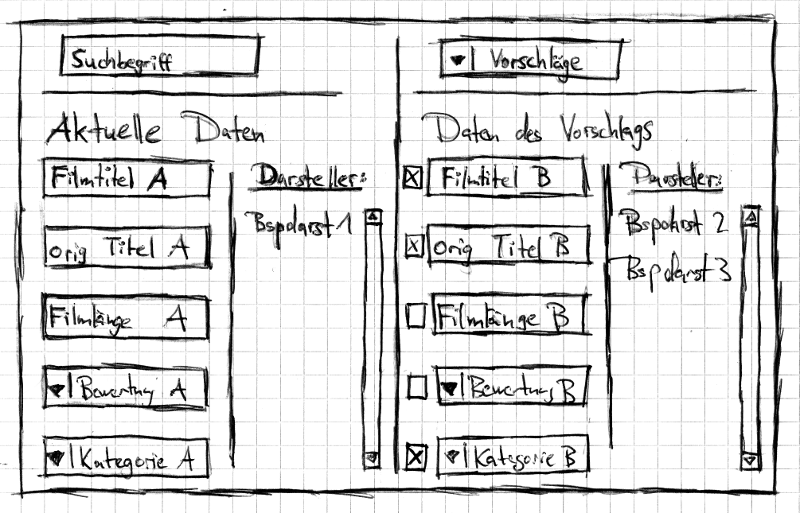 Suchbegriff
Vorschläge
Aktuelle Daten
Filmtitel A
orig Titel A
Filmlänge A
Bewertung A
Kategorie A
Darsteller:
Bspdarst 1
Daten des Vorschlags
Filmtitel B
orig Titel B
Filmlänge B
Bewertung B
Kategorie B
Darsteller:
Bspdarst 2
Bspdarst 3